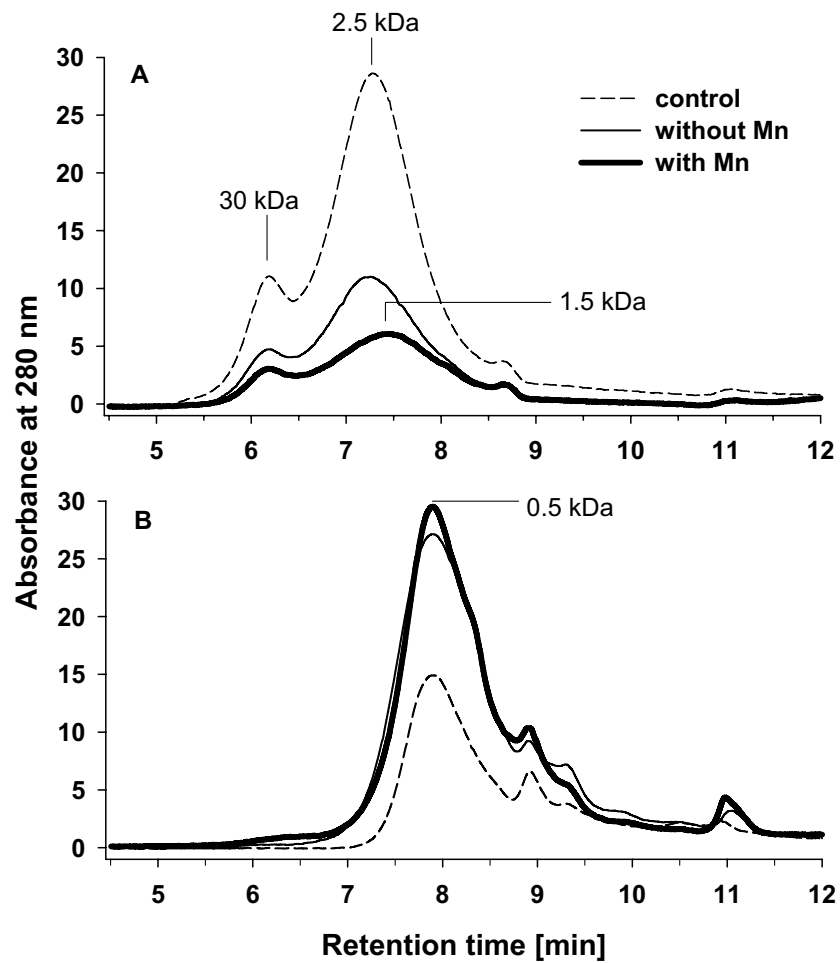 2.5 kDa
30
A
control
25
without Mn
with Mn
20
30 kDa
15
10
1.5 kDa
5
0
5 6 7 8 9 10 11 12
30
B
0.5 kDa
25
20
15
10
5
0
5 6 7 8 9 10 11 12
Absorbance at 280 nm
Retention time [min]